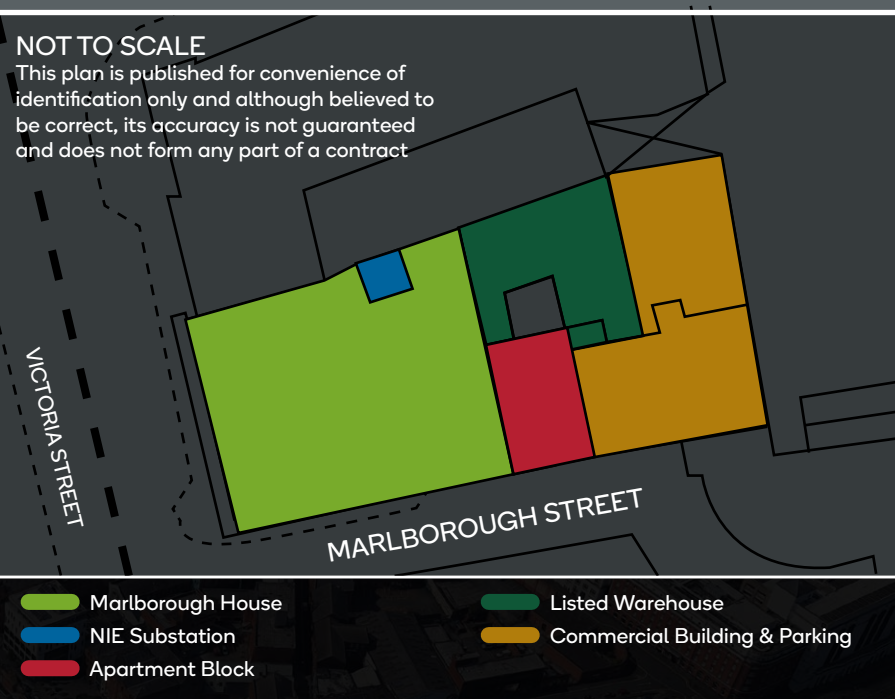 NOT TO SCALE
This plan is published for convenience of
identification only and although believed to
be correct, its accuracy is not guaranteed
and does not form any part of a contract
VICTORIA STREET
MARLBOROUGH STREET
Marlborough House
NIE Substation
Apartment Block
Listed Warehouse
Commercial Building & Parking